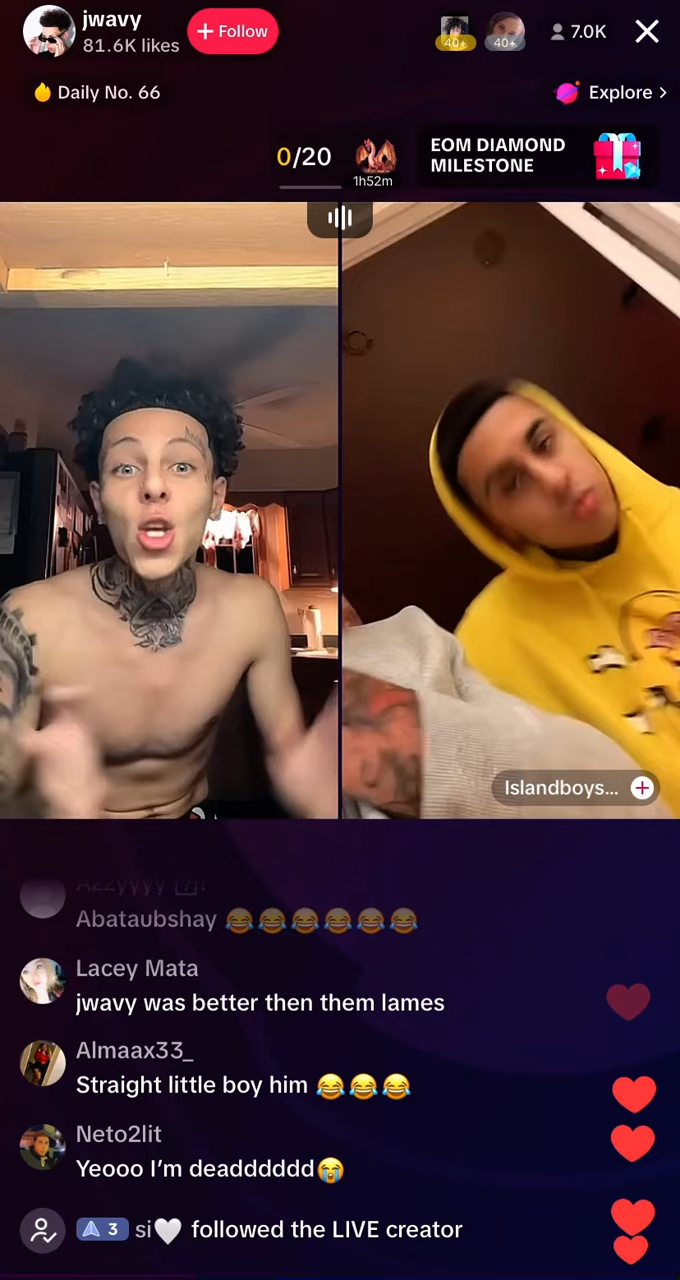 jwavy
81.6K likes
+ Follow
40+
40+
7.0K
Daily No. 66
Explore >
0/20
1h52m
EOM DIAMOND
MILESTONE
Islandboys...
Azzyyyy
Abataubshay 😂😂😂😂😂😂
Lacey Mata
jwavy was better then them lames
Almaax33_
Straight little boy him 😂😂😂
Neto2lit
Yeooo I'm deadddddd😭
3 si🤍 followed the LIVE creator